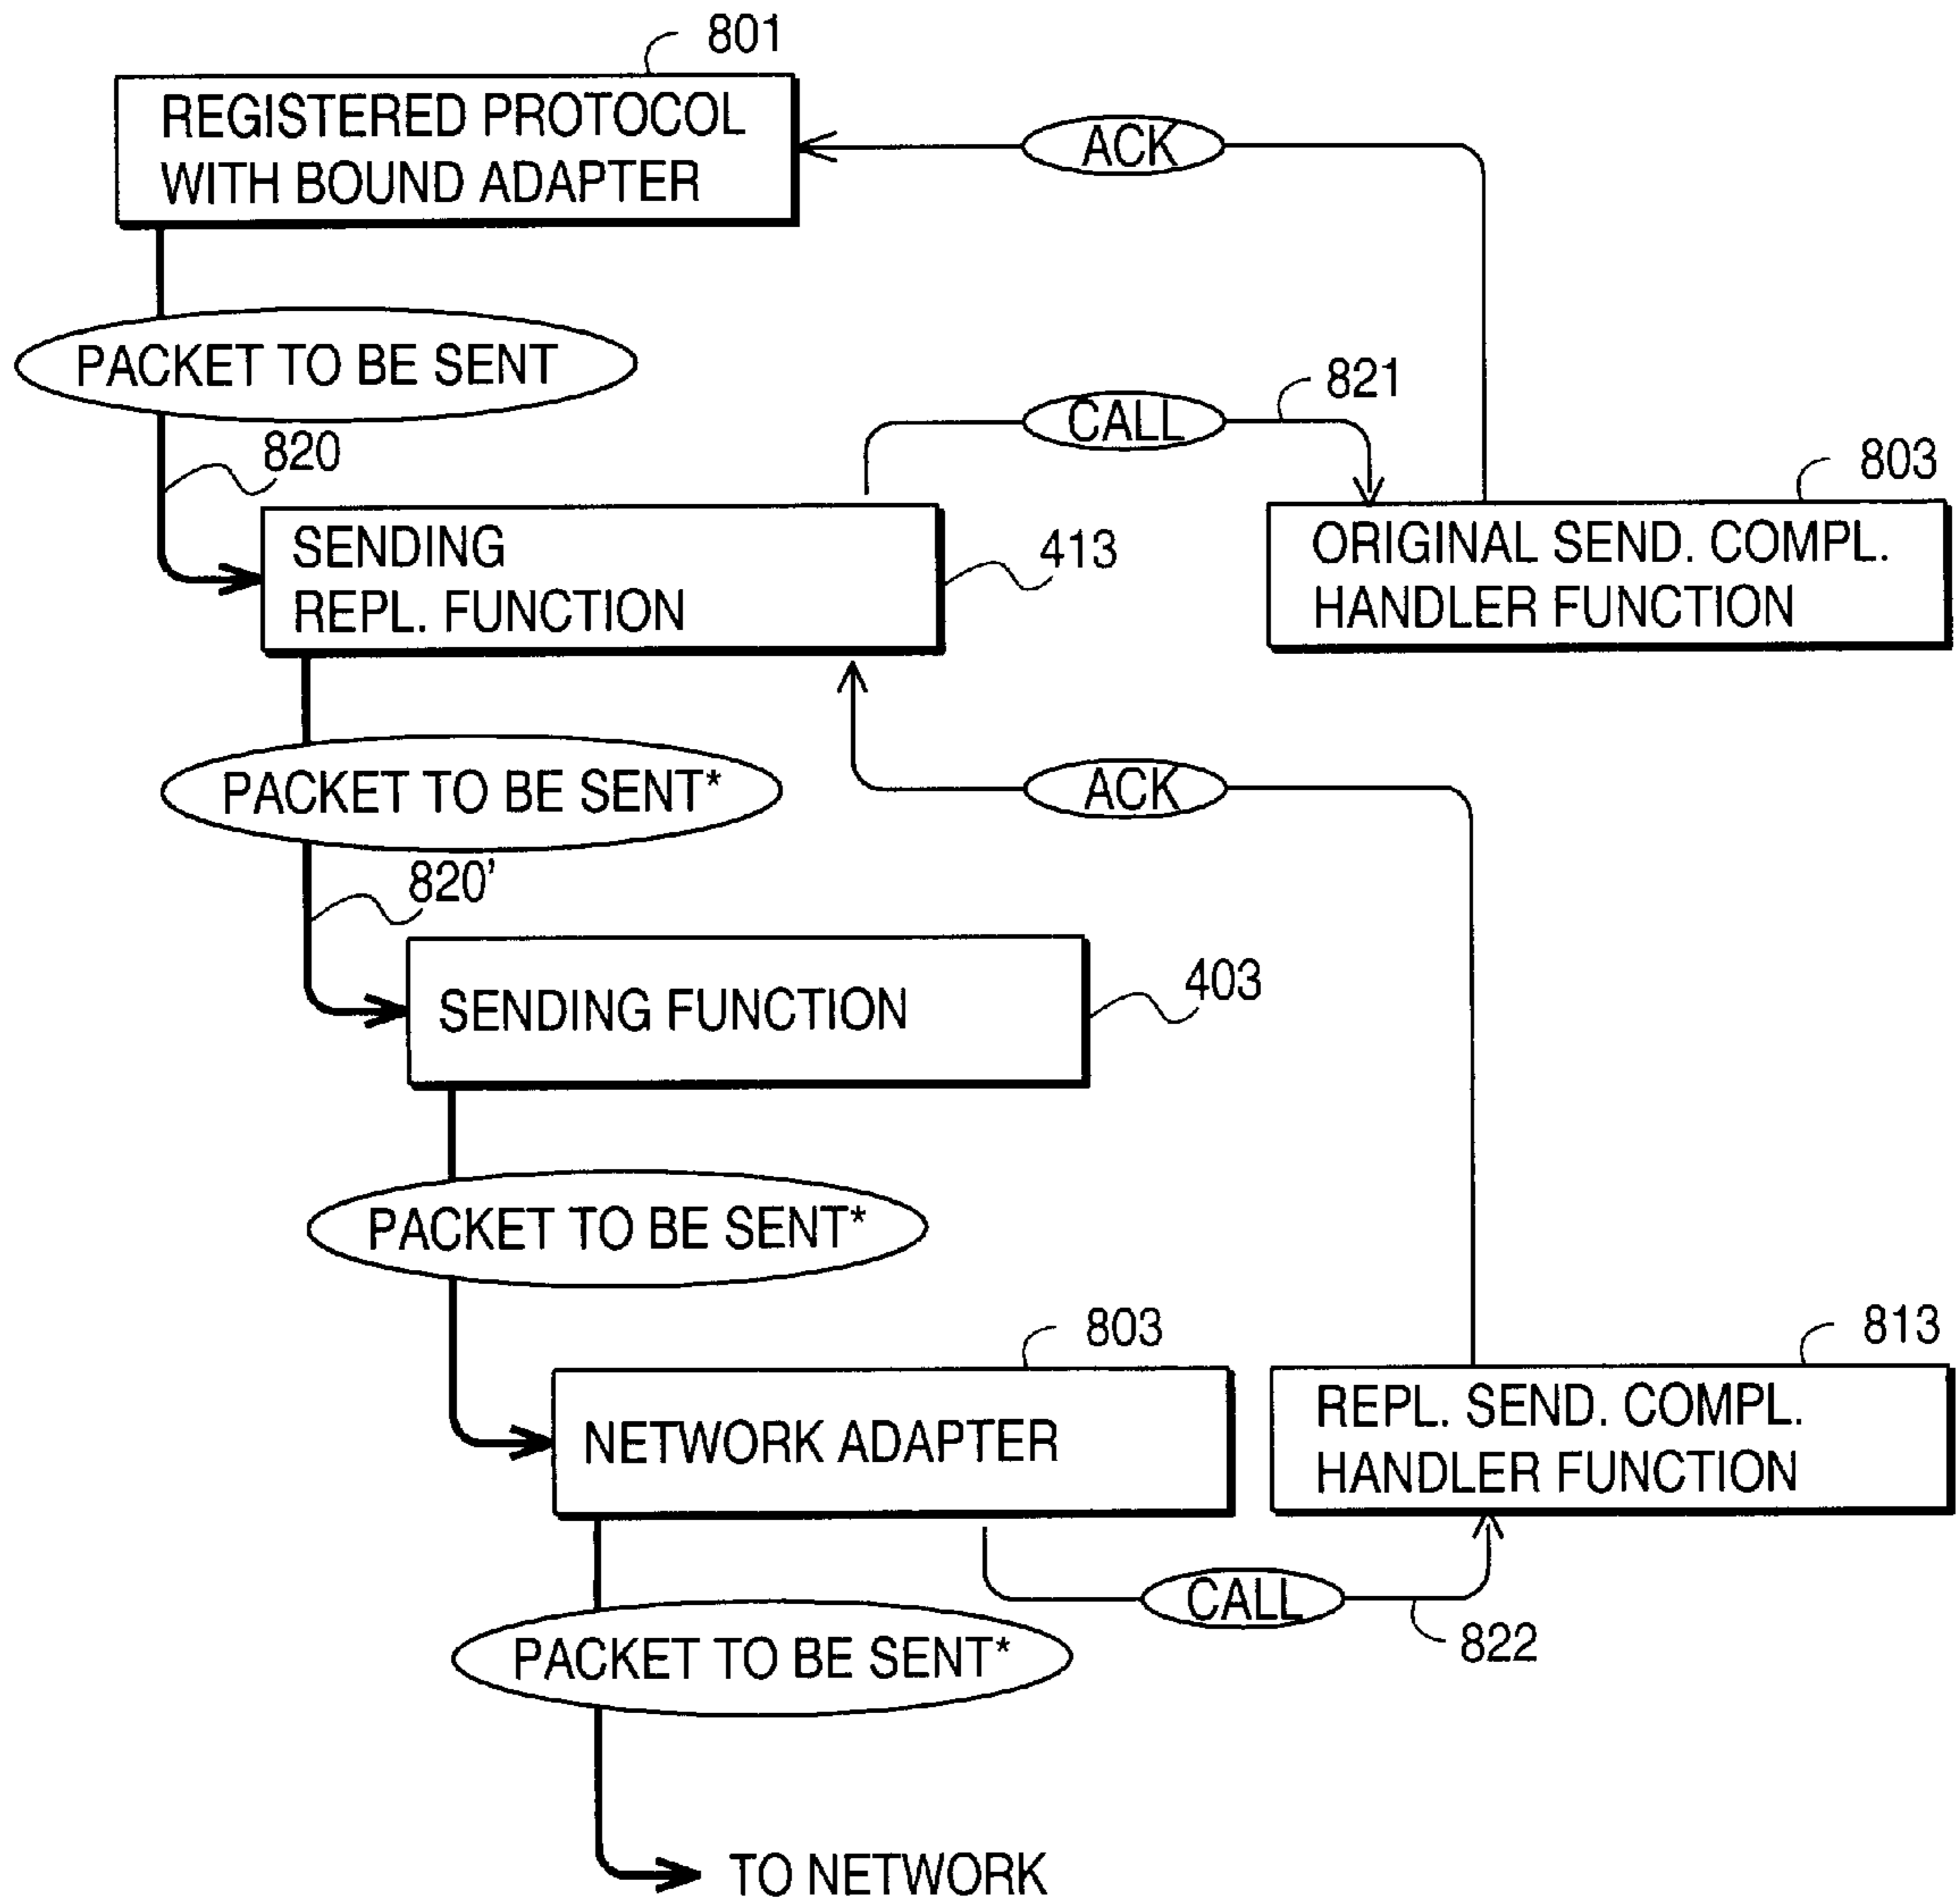 801
REGISTERED PROTOCOL
WITH BOUND ADAPTER
ACK
PACKET TO BE SENT
820
CALL
821
803
SENDING
REPL. FUNCTION
413
ORIGINAL SEND. COMPL.
HANDLER FUNCTION
PACKET TO BE SENT*
ACK
820'
SENDING FUNCTION
403
PACKET TO BE SENT*
803
NETWORK ADAPTER
813
REPL. SEND. COMPL.
HANDLER FUNCTION
CALL
822
PACKET TO BE SENT*
TO NETWORK